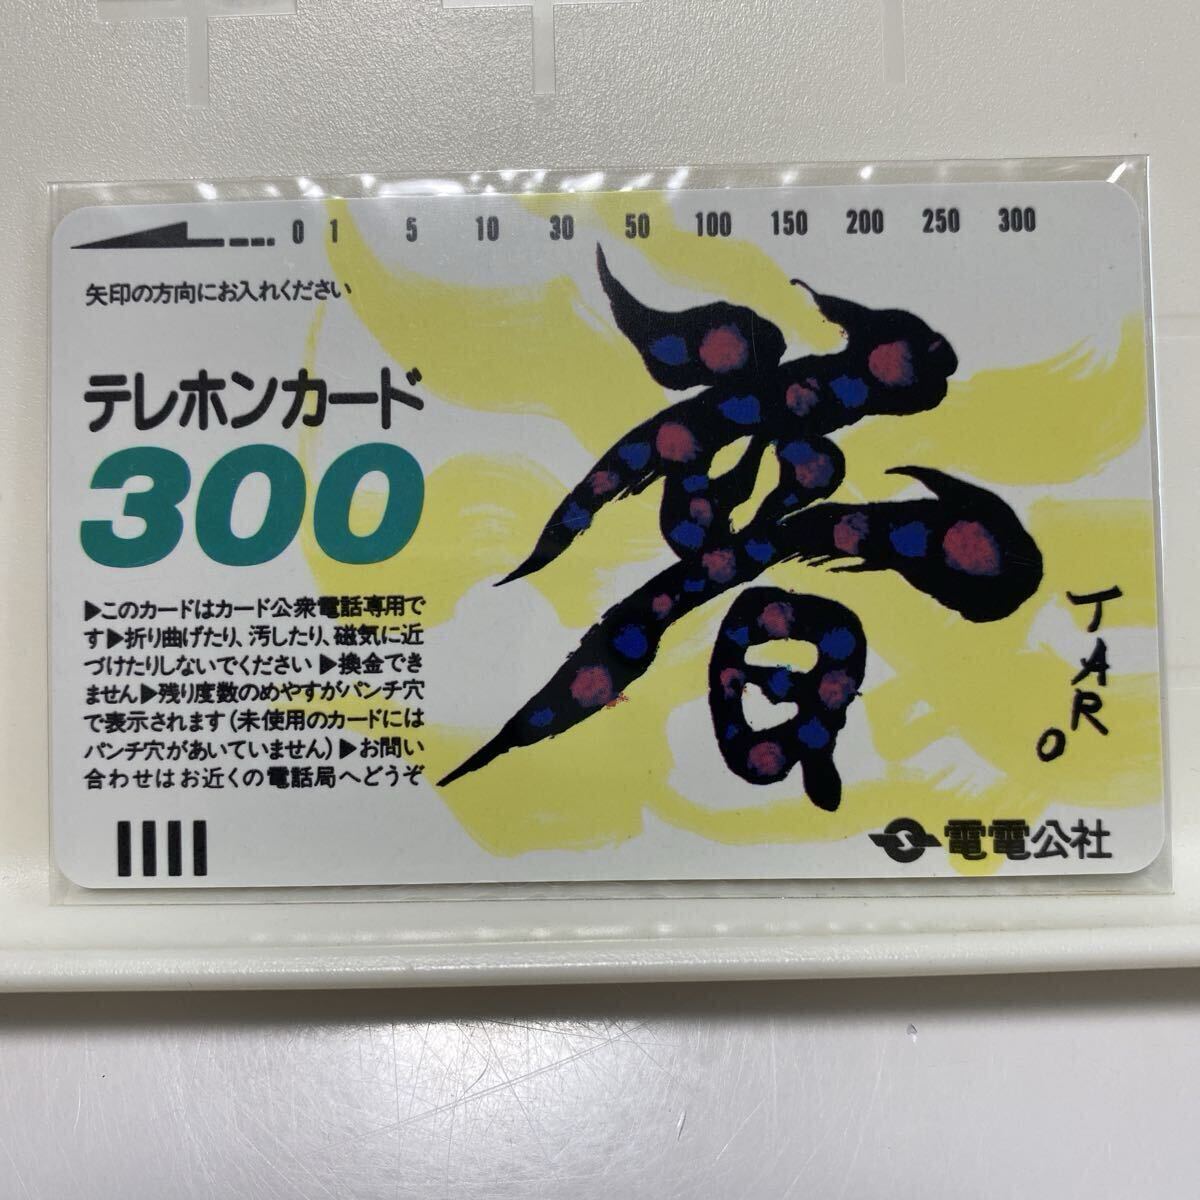 0 1 5 10 30 50 100 150 200 250 300
矢印の方向にお入れください
テレホンカード
300
▶このカードはカード公衆電話専用で
す▶折り曲げたり、汚したり、磁気に近
づけたりしないでください▶換金でき
ません▶残り度数のめやすがパンチ穴
で表示されます(未使用のカードには
パンチ穴があいていません)▶お問い
合わせはお近くの電話局へどうぞ
TARO
電電公社